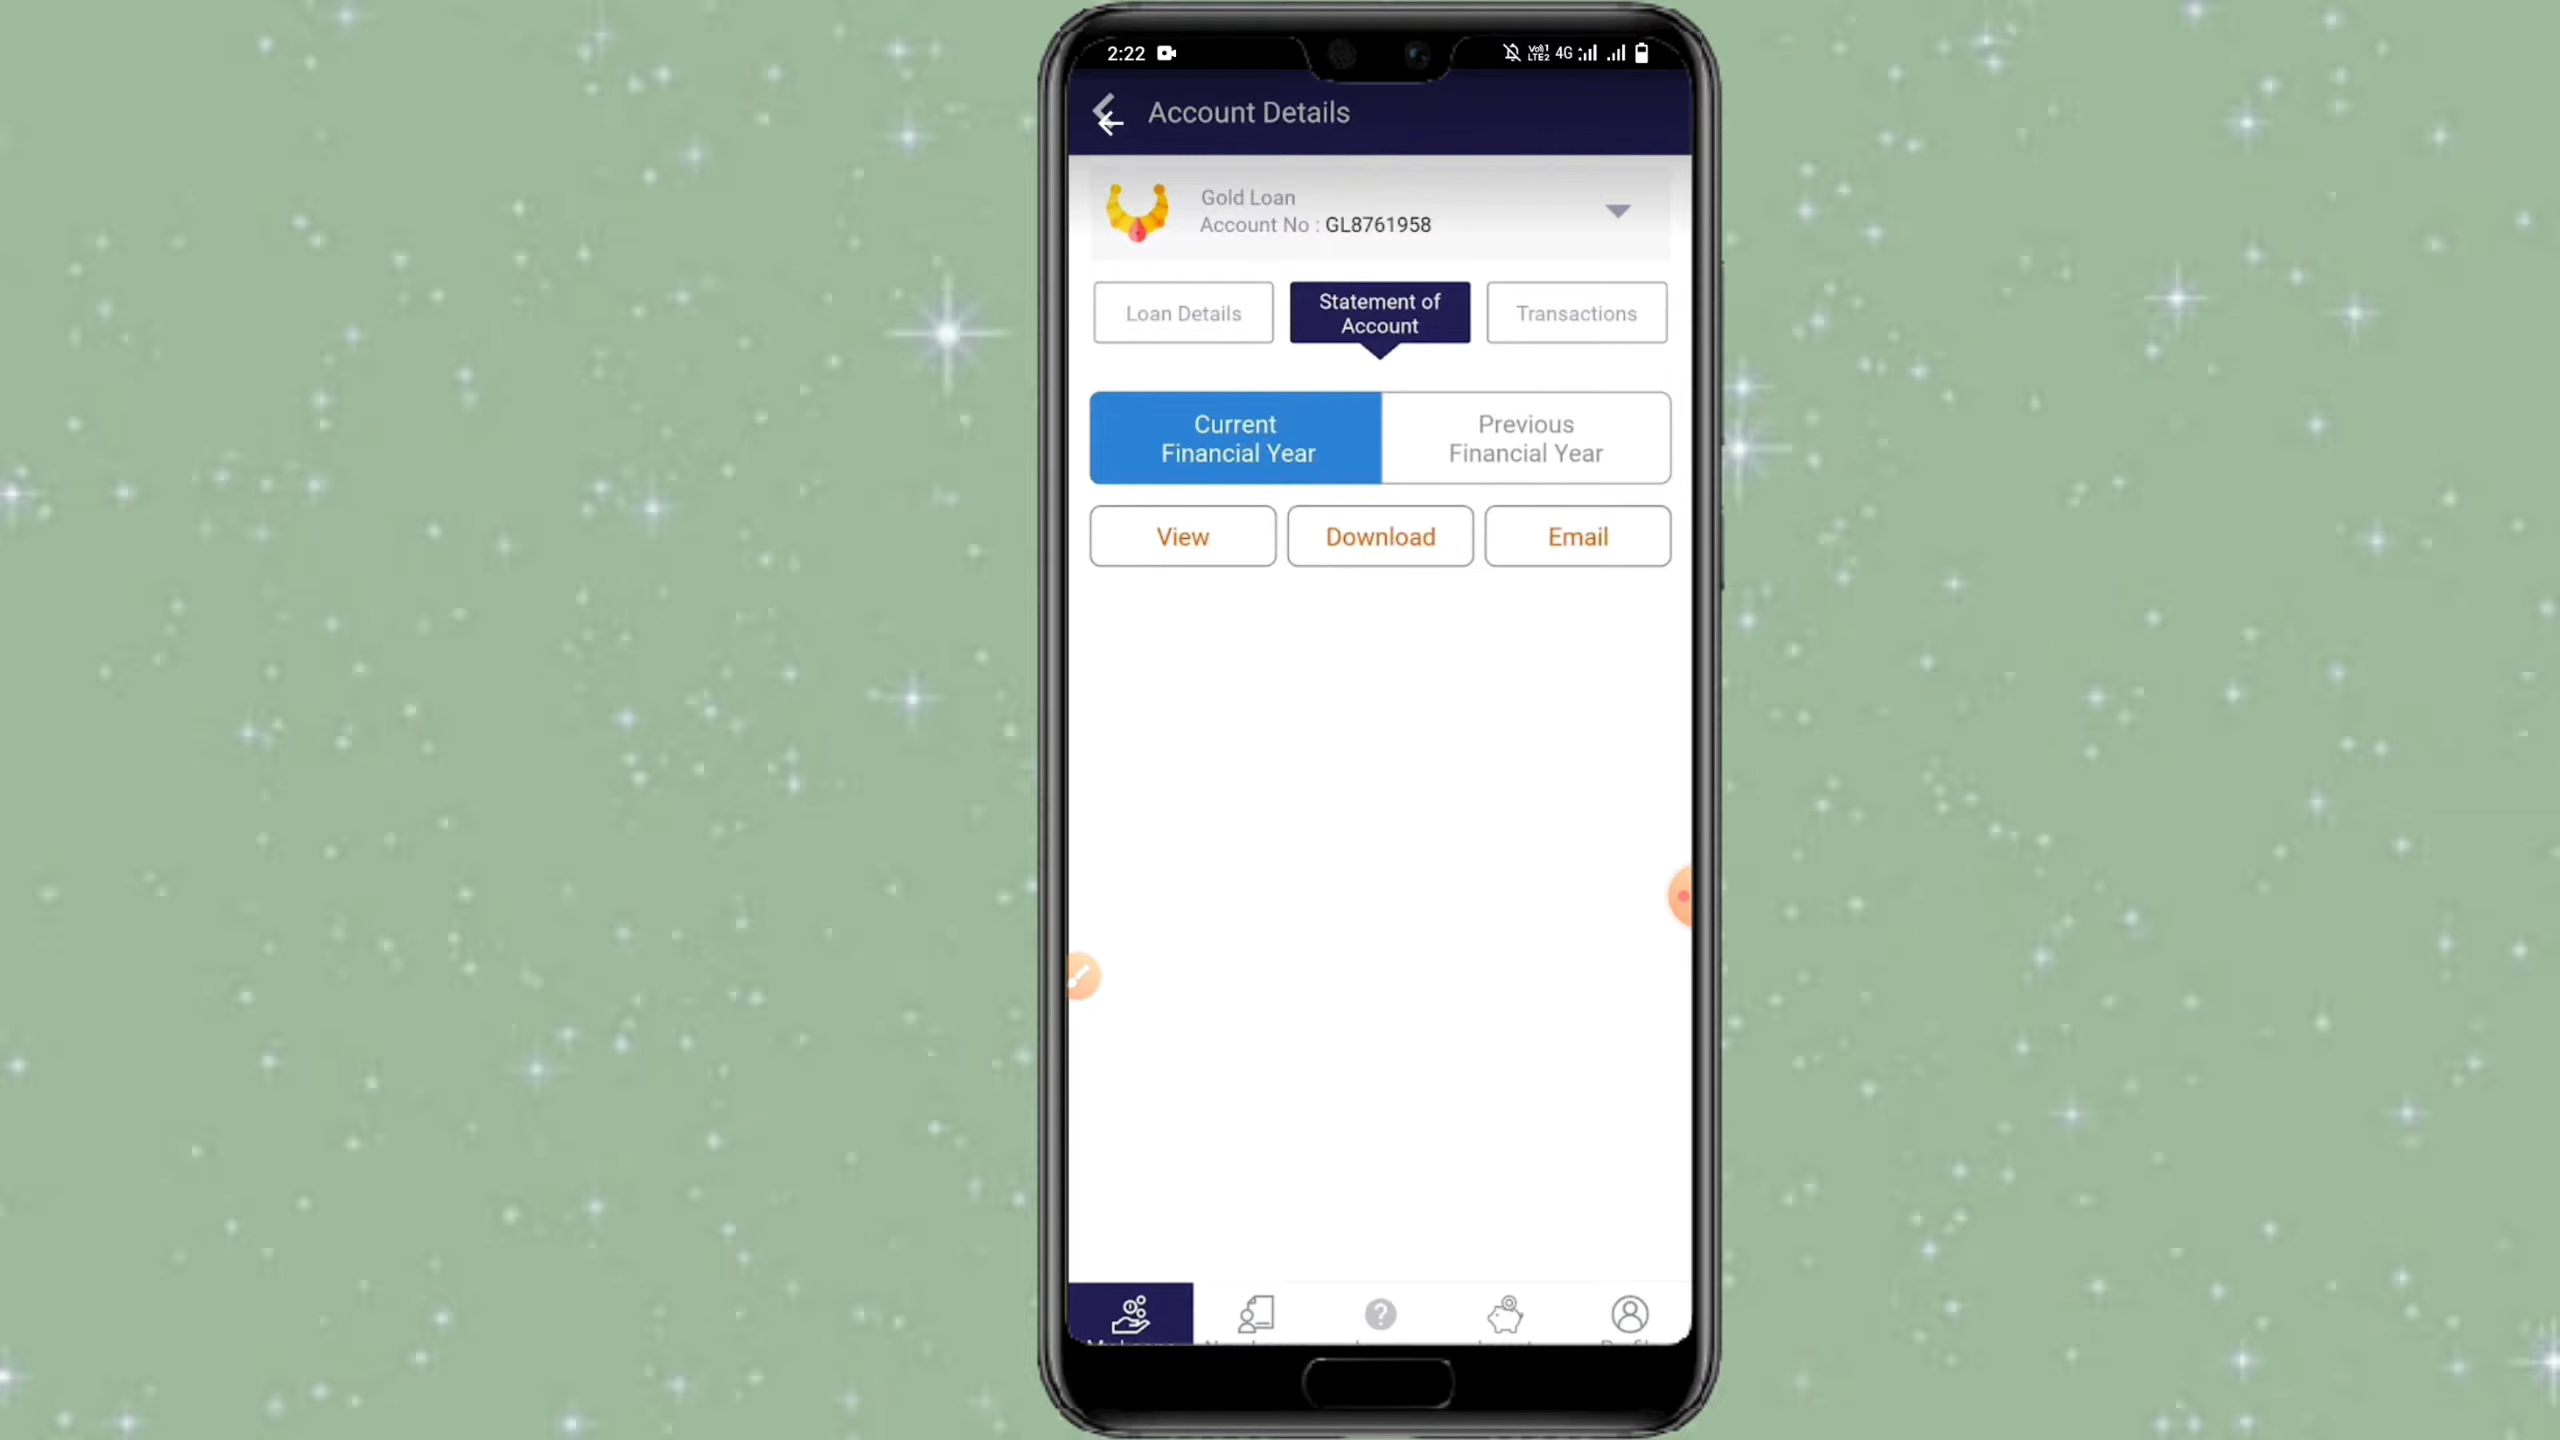 2:22
4G
Account Details
Gold Loan
Account No : GL8761958
Loan Details
Statement of
Account
Transactions
Current
Financial Year
Previous
Financial Year
View
Download
Email